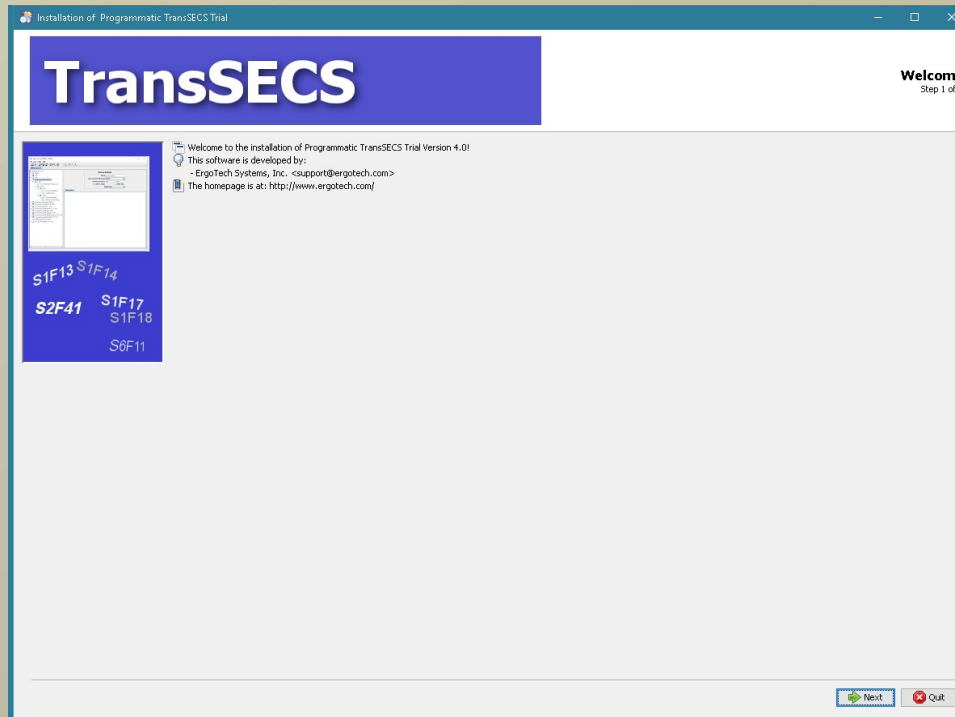 Installation of Programmatic TransSECS Trial
TransSECS
Welcom
Step 1 of
Welcome to the installation of Programmatic TransSECS Trial Version 4.0!
This software is developed by:
- ErgoTech Systems, Inc. <support@ergotech.com>
The homepage is at: http://www.ergotech.com/
S1F13 S1F14
S2F41 S1F17
S1F18
S6F11
Next Quit